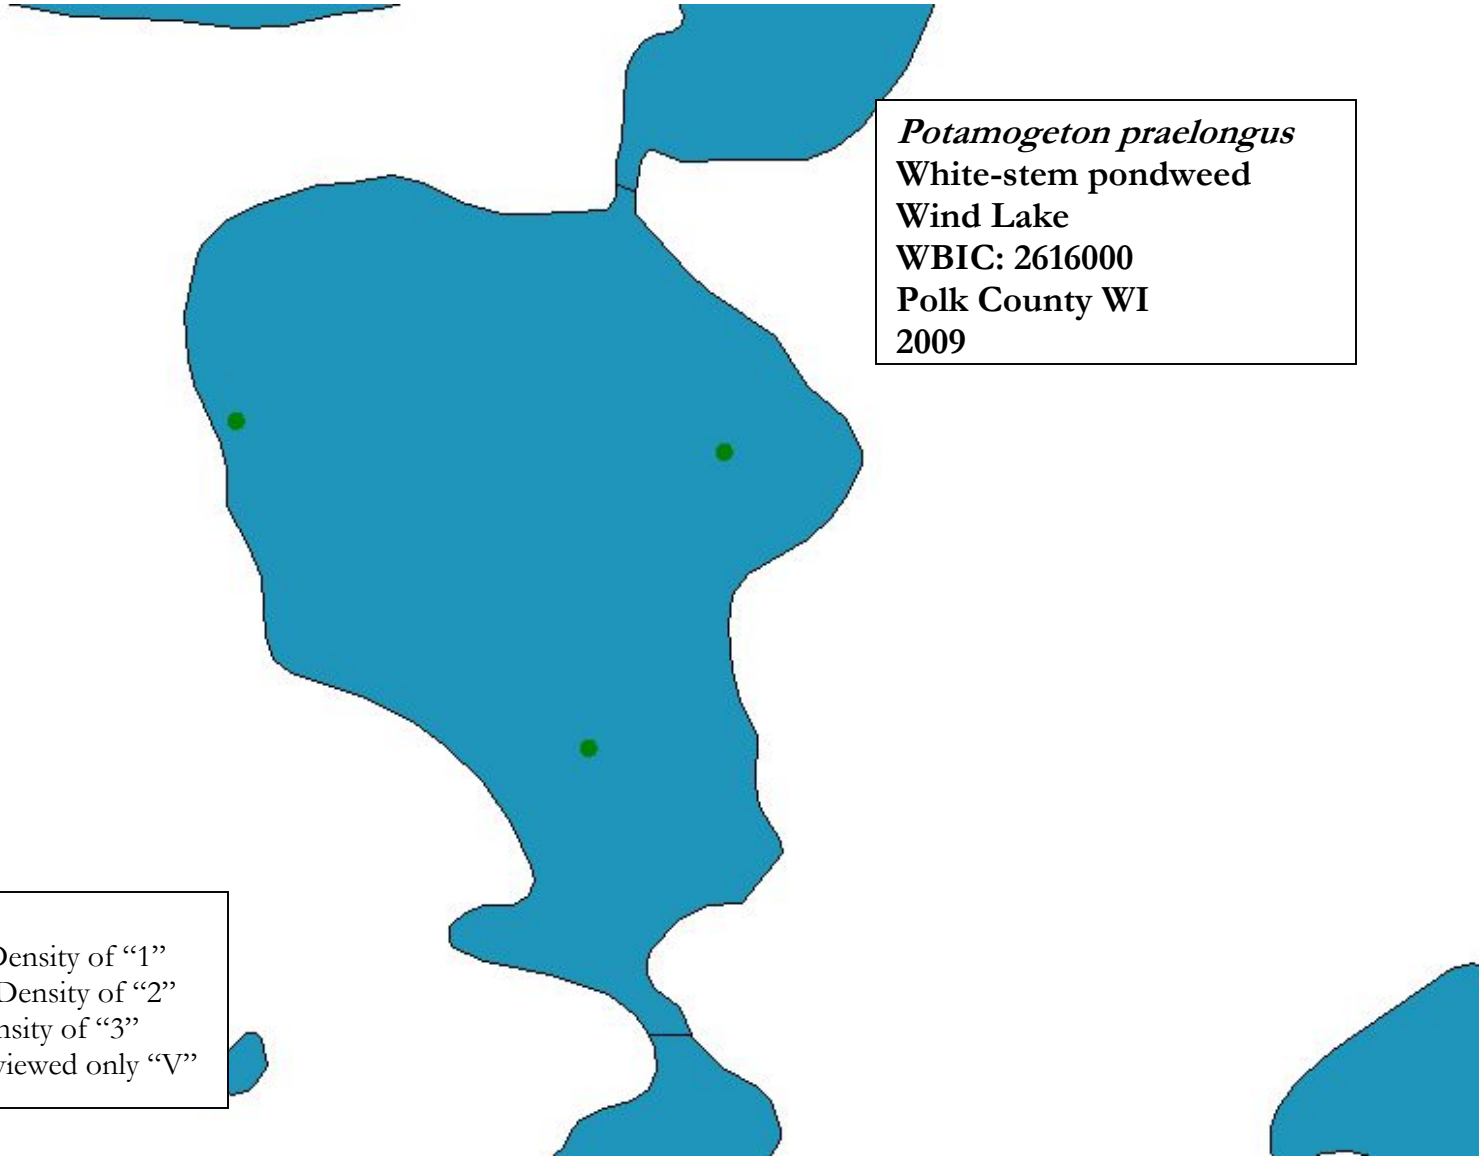 Potamogeton praelongus
White-stem pondweed
Wind Lake
WBIC: 2616000
Polk County WI
2009
Density of “1”
Density of “2”
of “3”
viewed only “V”